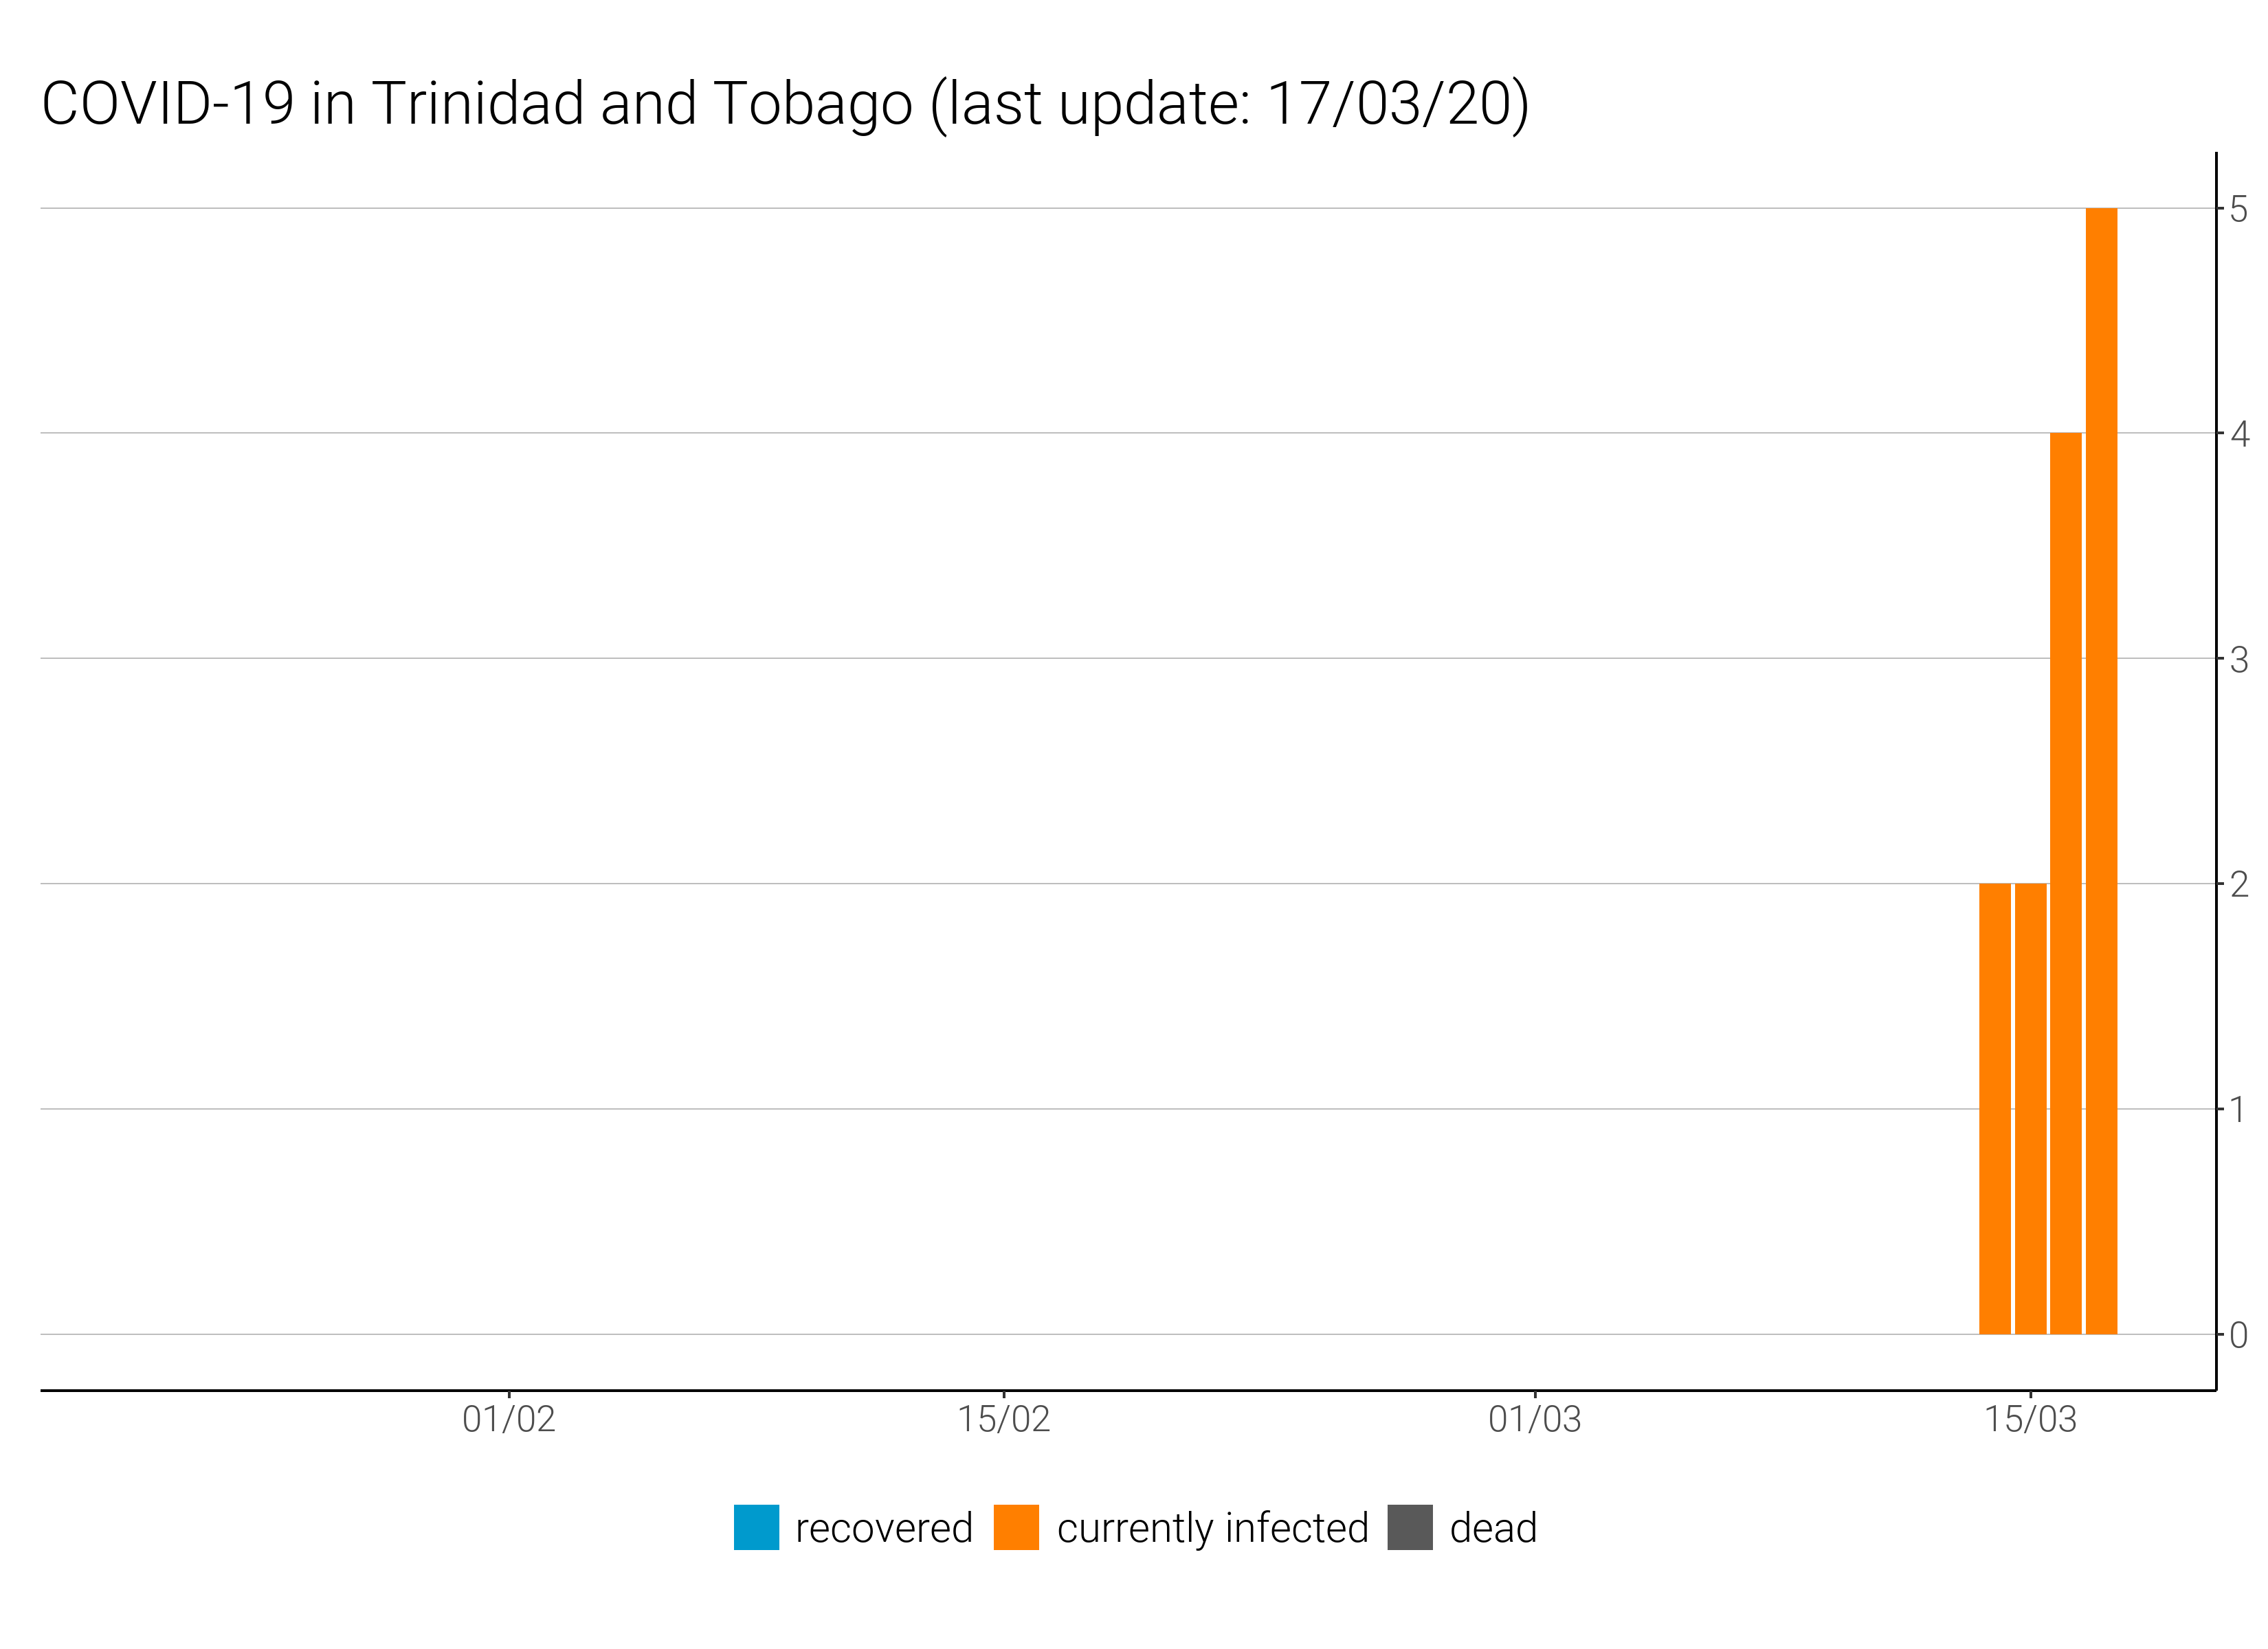 COVID-19 in Trinidad and Tobago (last update: 17/03/20)
5
4
3
2
1
0
01/02 15/02 01/03 15/03
recovered currently infected dead